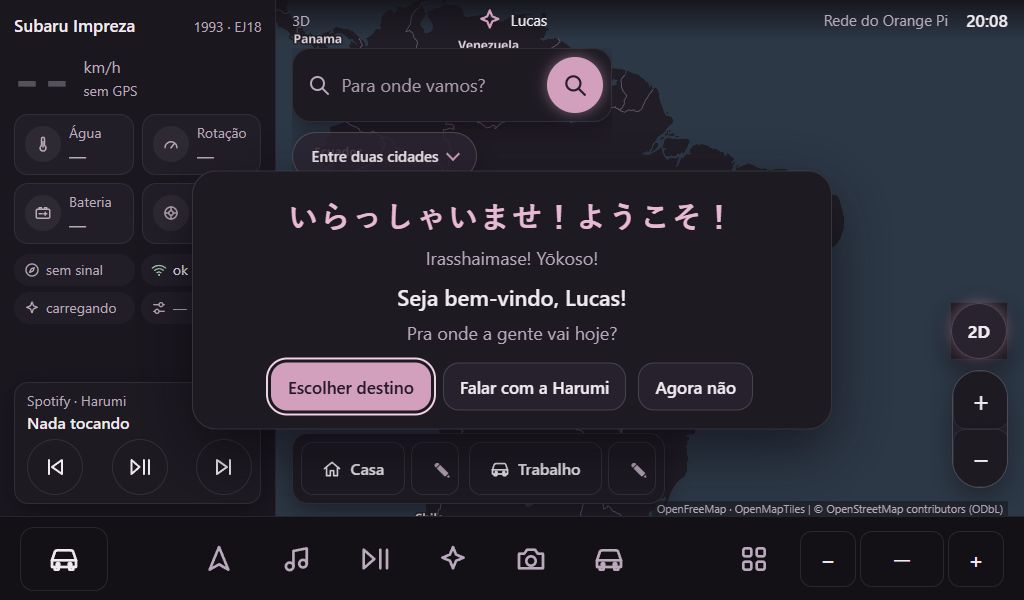 Subaru Impreza
1993 · EJ18
— —
km/h
sem GPS
Água
—
Rotação
—
Bateria
—
sem sinal
ok
carregando
—
Spotify · Harumi
Nada tocando
3D
Lucas
Rede do Orange Pi
20:08
Panama
Venezuela
Para onde vamos?
Entre duas cidades
いらっしゃいませ！ようこそ！
Irasshaimase! Yōkoso!
Seja bem-vindo, Lucas!
Pra onde a gente vai hoje?
Escolher destino
Falar com a Harumi
Agora não
2D
+
−
Casa
Trabalho
OpenFreeMap · OpenMapTiles | © OpenStreetMap contributors (ODbL)
−
—
+